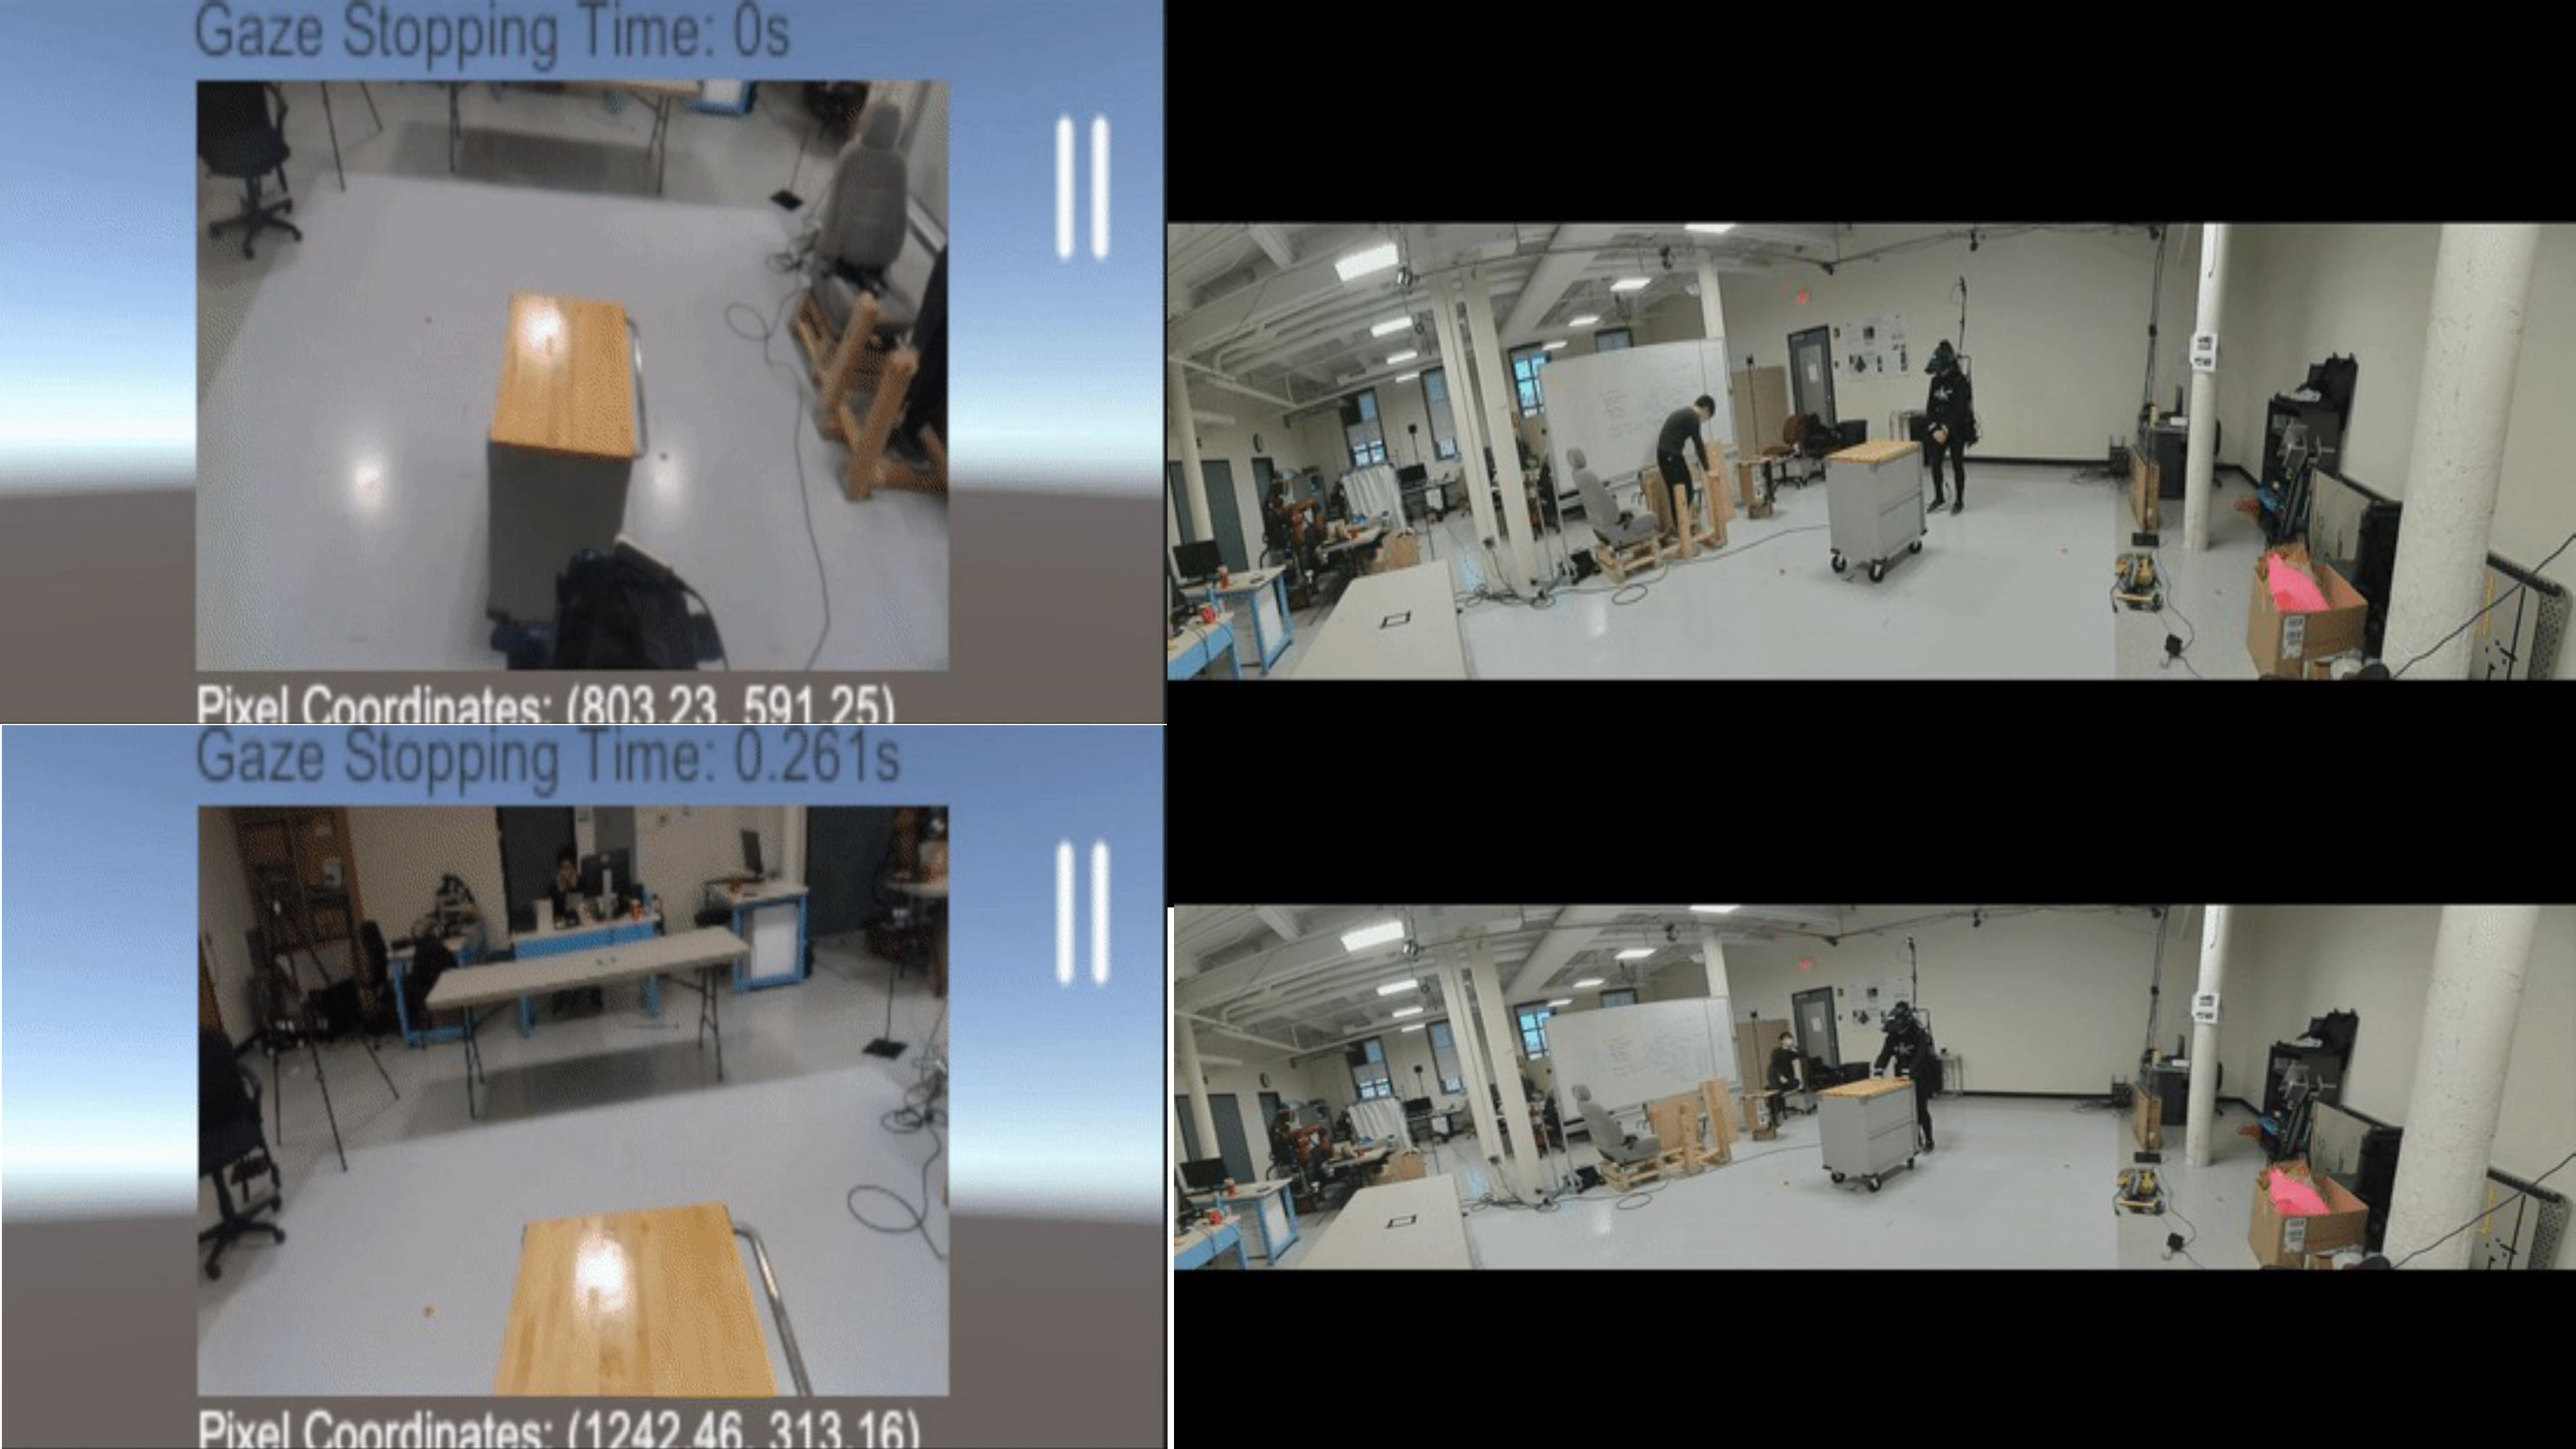 Gaze Stopping Time: 0s
Pixel Coordinates: (803.23, 591.25)
Gaze Stopping Time: 0.261s
Pixel Coordinates: (1242.46, 313.16)